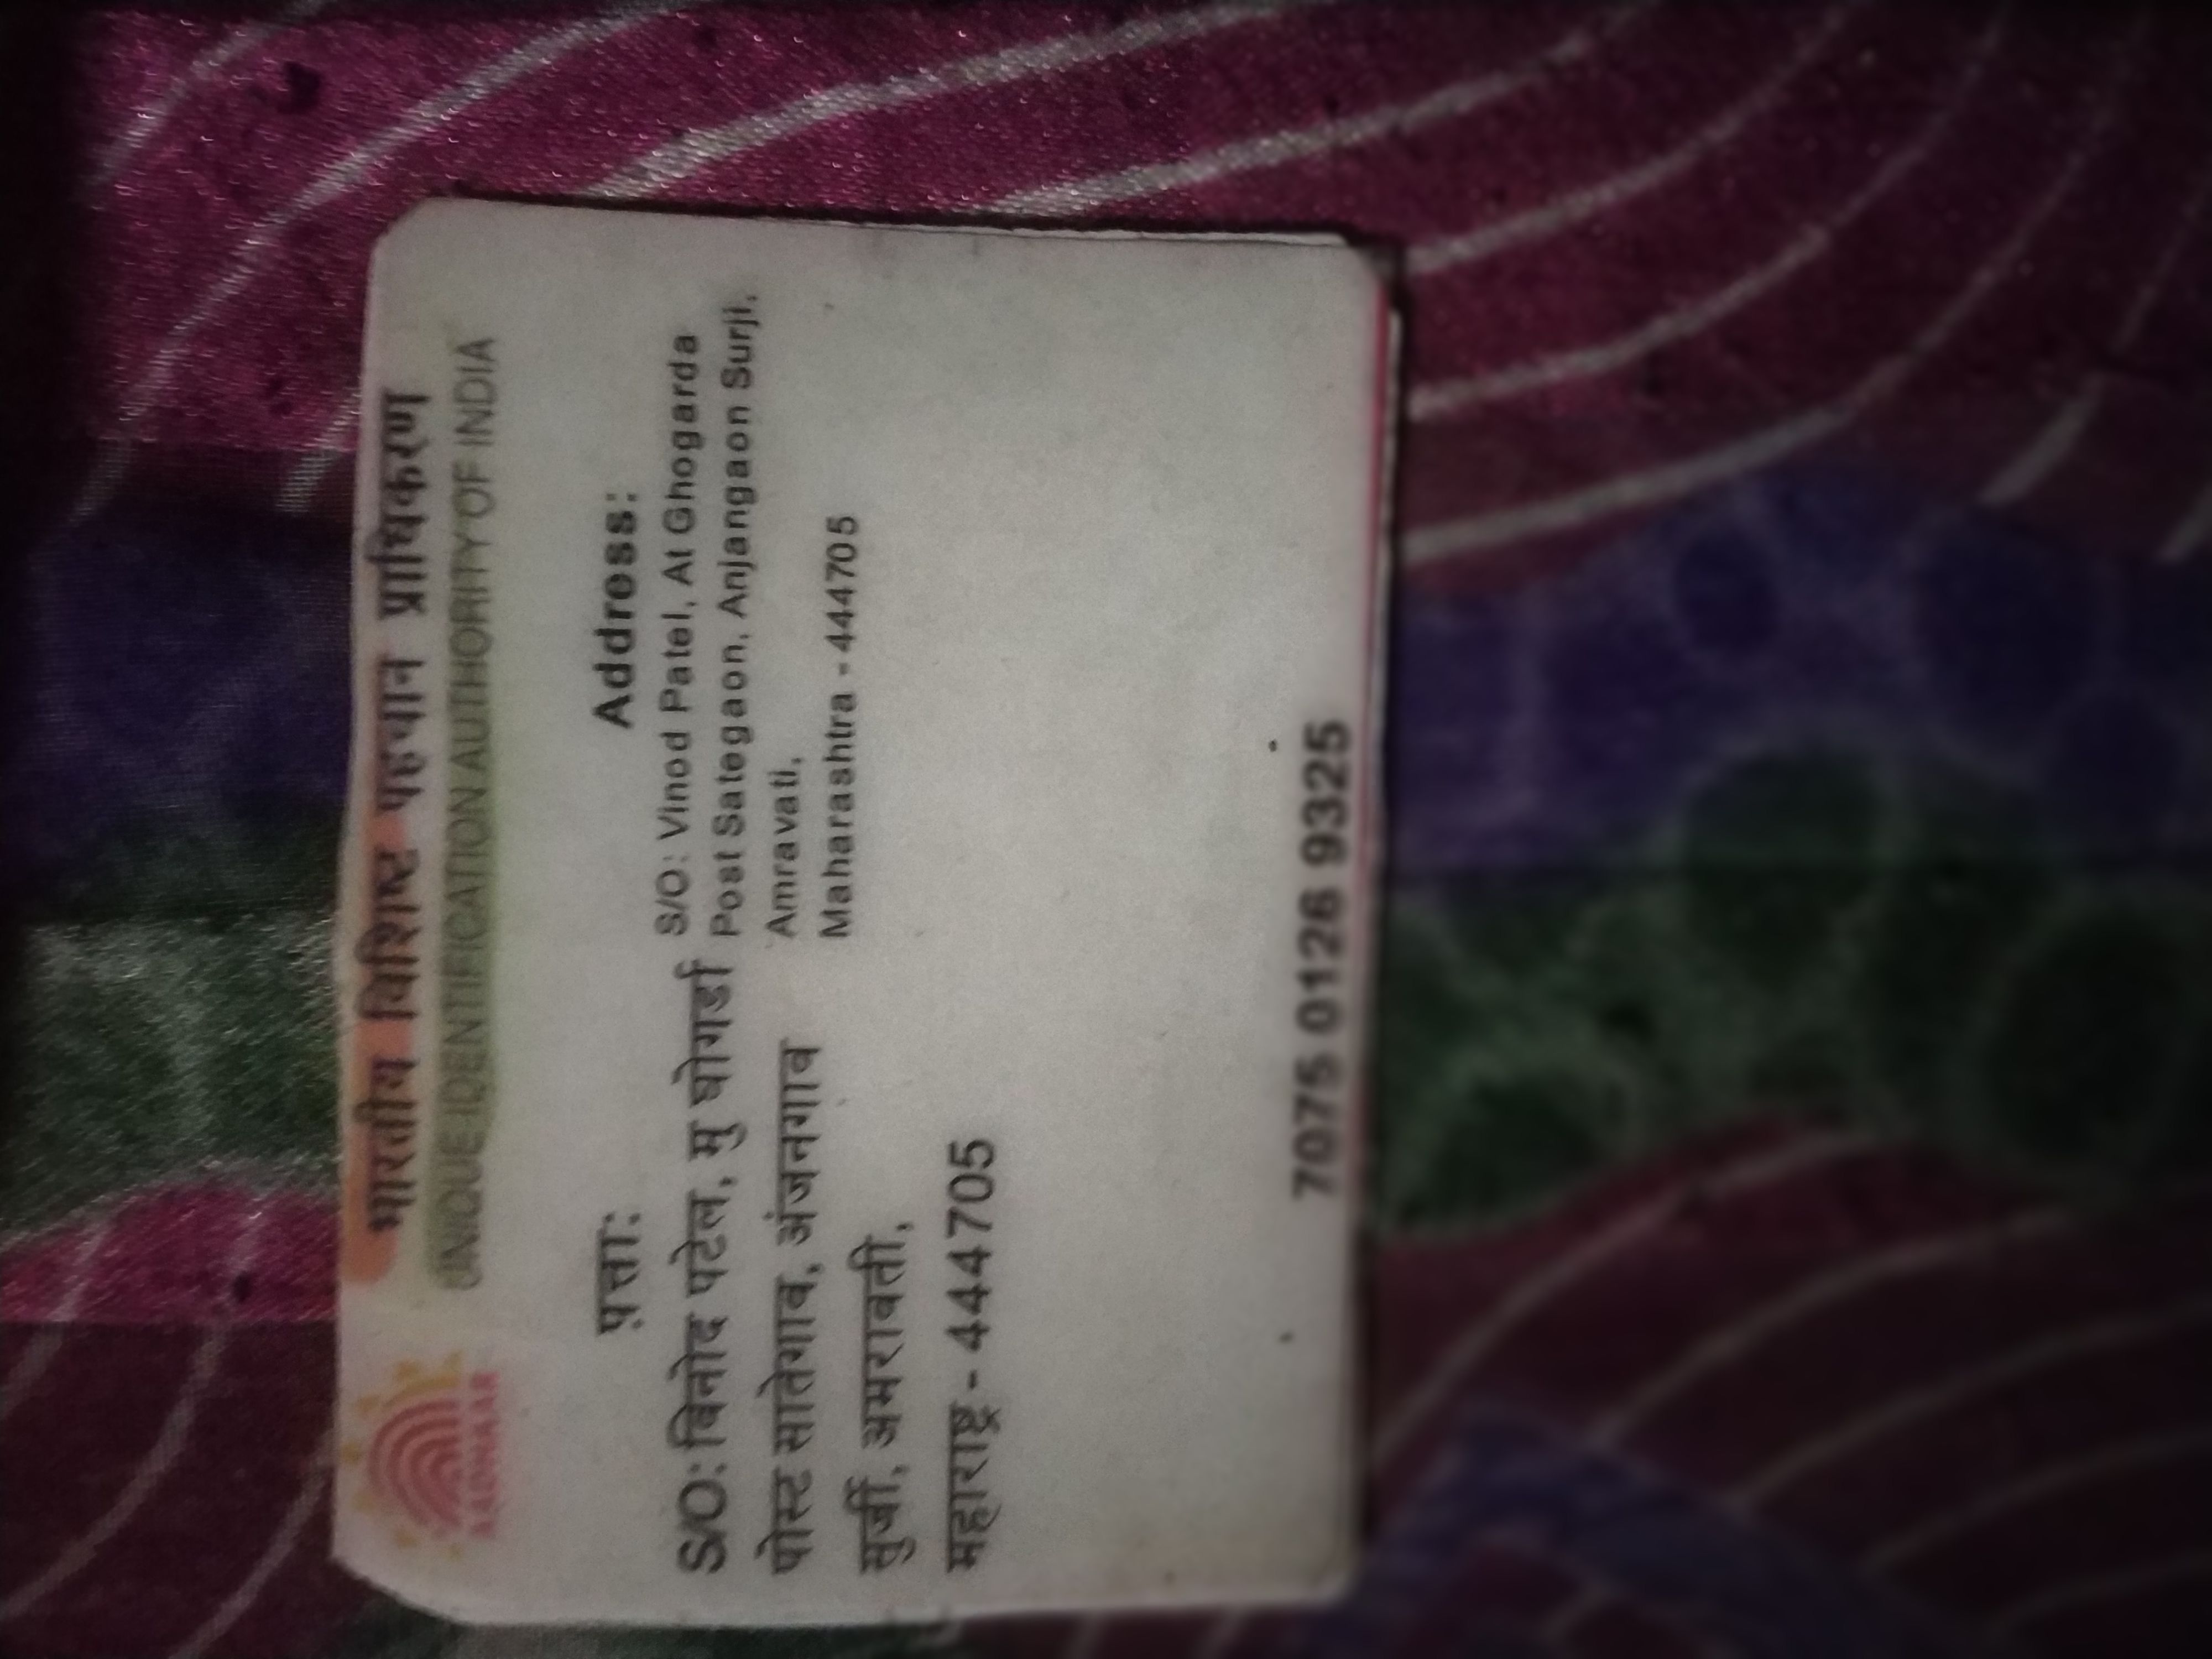 भारतीय विशिष्ट पहचान प्राधिकरण
UNIQUE IDENTIFICATION AUTHORITY OF INDIA
AADHAAR
पत्ता:
S/O: विनोद पटेल, मु घोगर्डा
पोस्ट सातेगाव, अंजनगाव
सुर्जी, अमरावती,
महाराष्ट्र - 444705
Address:
S/O: Vinod Patel, At Ghogarda
Post Sategaon, Anjangaon Surji,
Amravati,
Maharashtra - 444705
7075 0126 9325